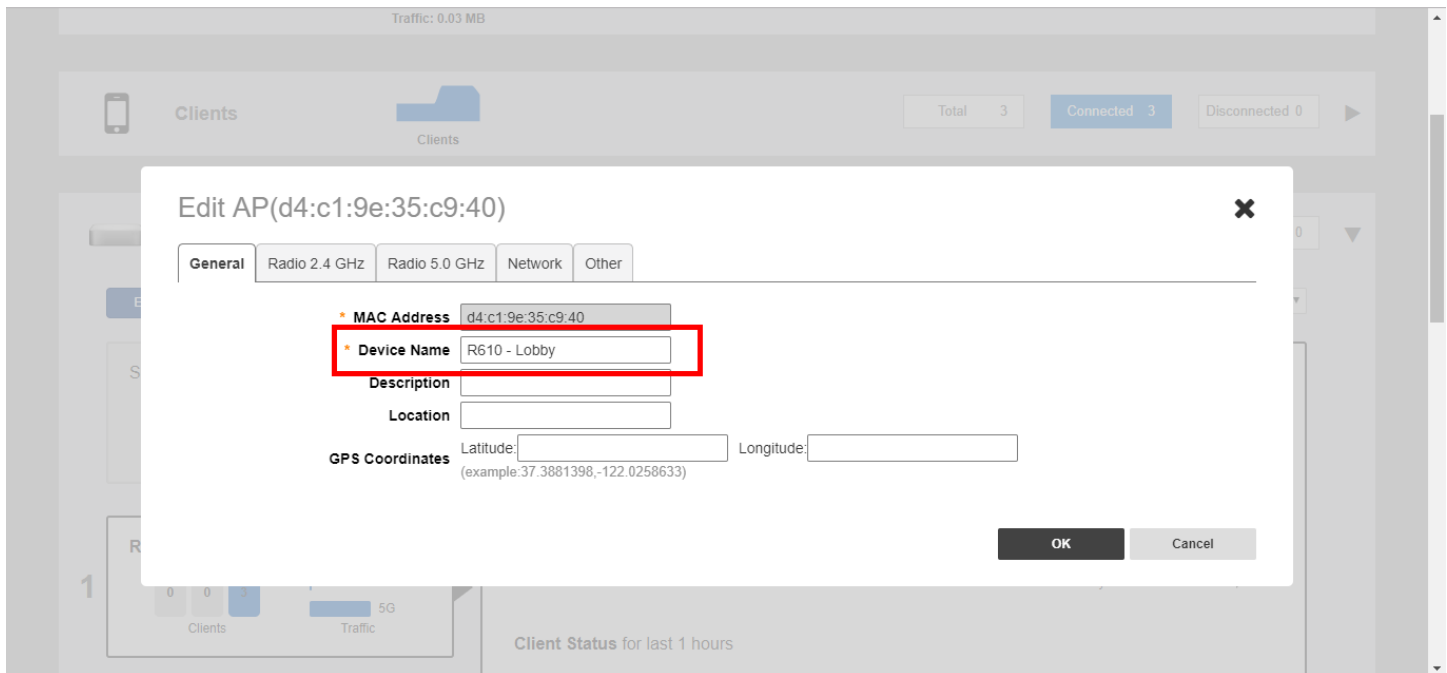 Traffic: 0.03 MB
Clients
Clients
Total 3
Connected 3
Disconnected 0
Edit AP(d4:c1:9e:35:c9:40)
0
General Radio 2.4 GHz Radio 5.0 GHz Network Other
* MAC Address d4:c1:9e:35:c9:40
* Device Name R610 - Lobby
Description
Location
GPS Coordinates Latitude: Longitude:
(example:37.3881398,-122.0258633)
OK Cancel
1
0 0 3
5G
Clients Traffic
Client Status for last 1 hours